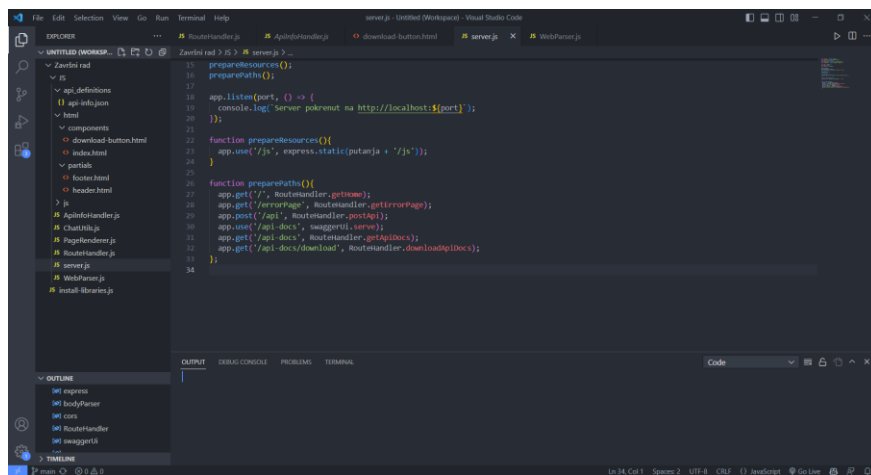 File Edit Selection View Go Run Terminal Help
server.js - Untitled (Workspace) - Visual Studio Code
EXPLORER
UNTITLED (WORKSP...
Završni rad
JS
api_definitions
api-info.json
html
components
download-button.html
index.html
partials
footer.html
header.html
js
ApiInfoHandler.js
ChatUtils.js
PageRenderer.js
RouteHandler.js
server.js
WebParser.js
install-libraries.js
OUTLINE
express
bodyParser
cors
RouteHandler
swaggerUi
TIMELINE
RouteHandler.js ApiInfoHandler.js download-button.html server.js WebParser.js
Završni rad > JS > server.js > ...
15 prepareResources();
16 preparePaths();
17
18 app.listen(port, () => {
19 console.log(`Server pokrenut na http://localhost:${port}`);
20 });
21
22 function prepareResources(){
23 app.use('/js', express.static(putanja + '/js'));
24 }
25
26 function preparePaths(){
27 app.get('/', RouteHandler.getHome);
28 app.get('/errorPage', RouteHandler.getErrorPage);
29 app.post('/api', RouteHandler.postApi);
30 app.use('/api-docs', swaggerUi.serve);
31 app.get('/api-docs', RouteHandler.getApiDocs);
32 app.get('/api-docs/download', RouteHandler.downloadApiDocs);
33 };
34
OUTPUT DEBUG CONSOLE PROBLEMS TERMINAL
Code
main 0 0 Ln 34, Col 1 Spaces: 2 UTF-8 CRLF {} JavaScript Go Live